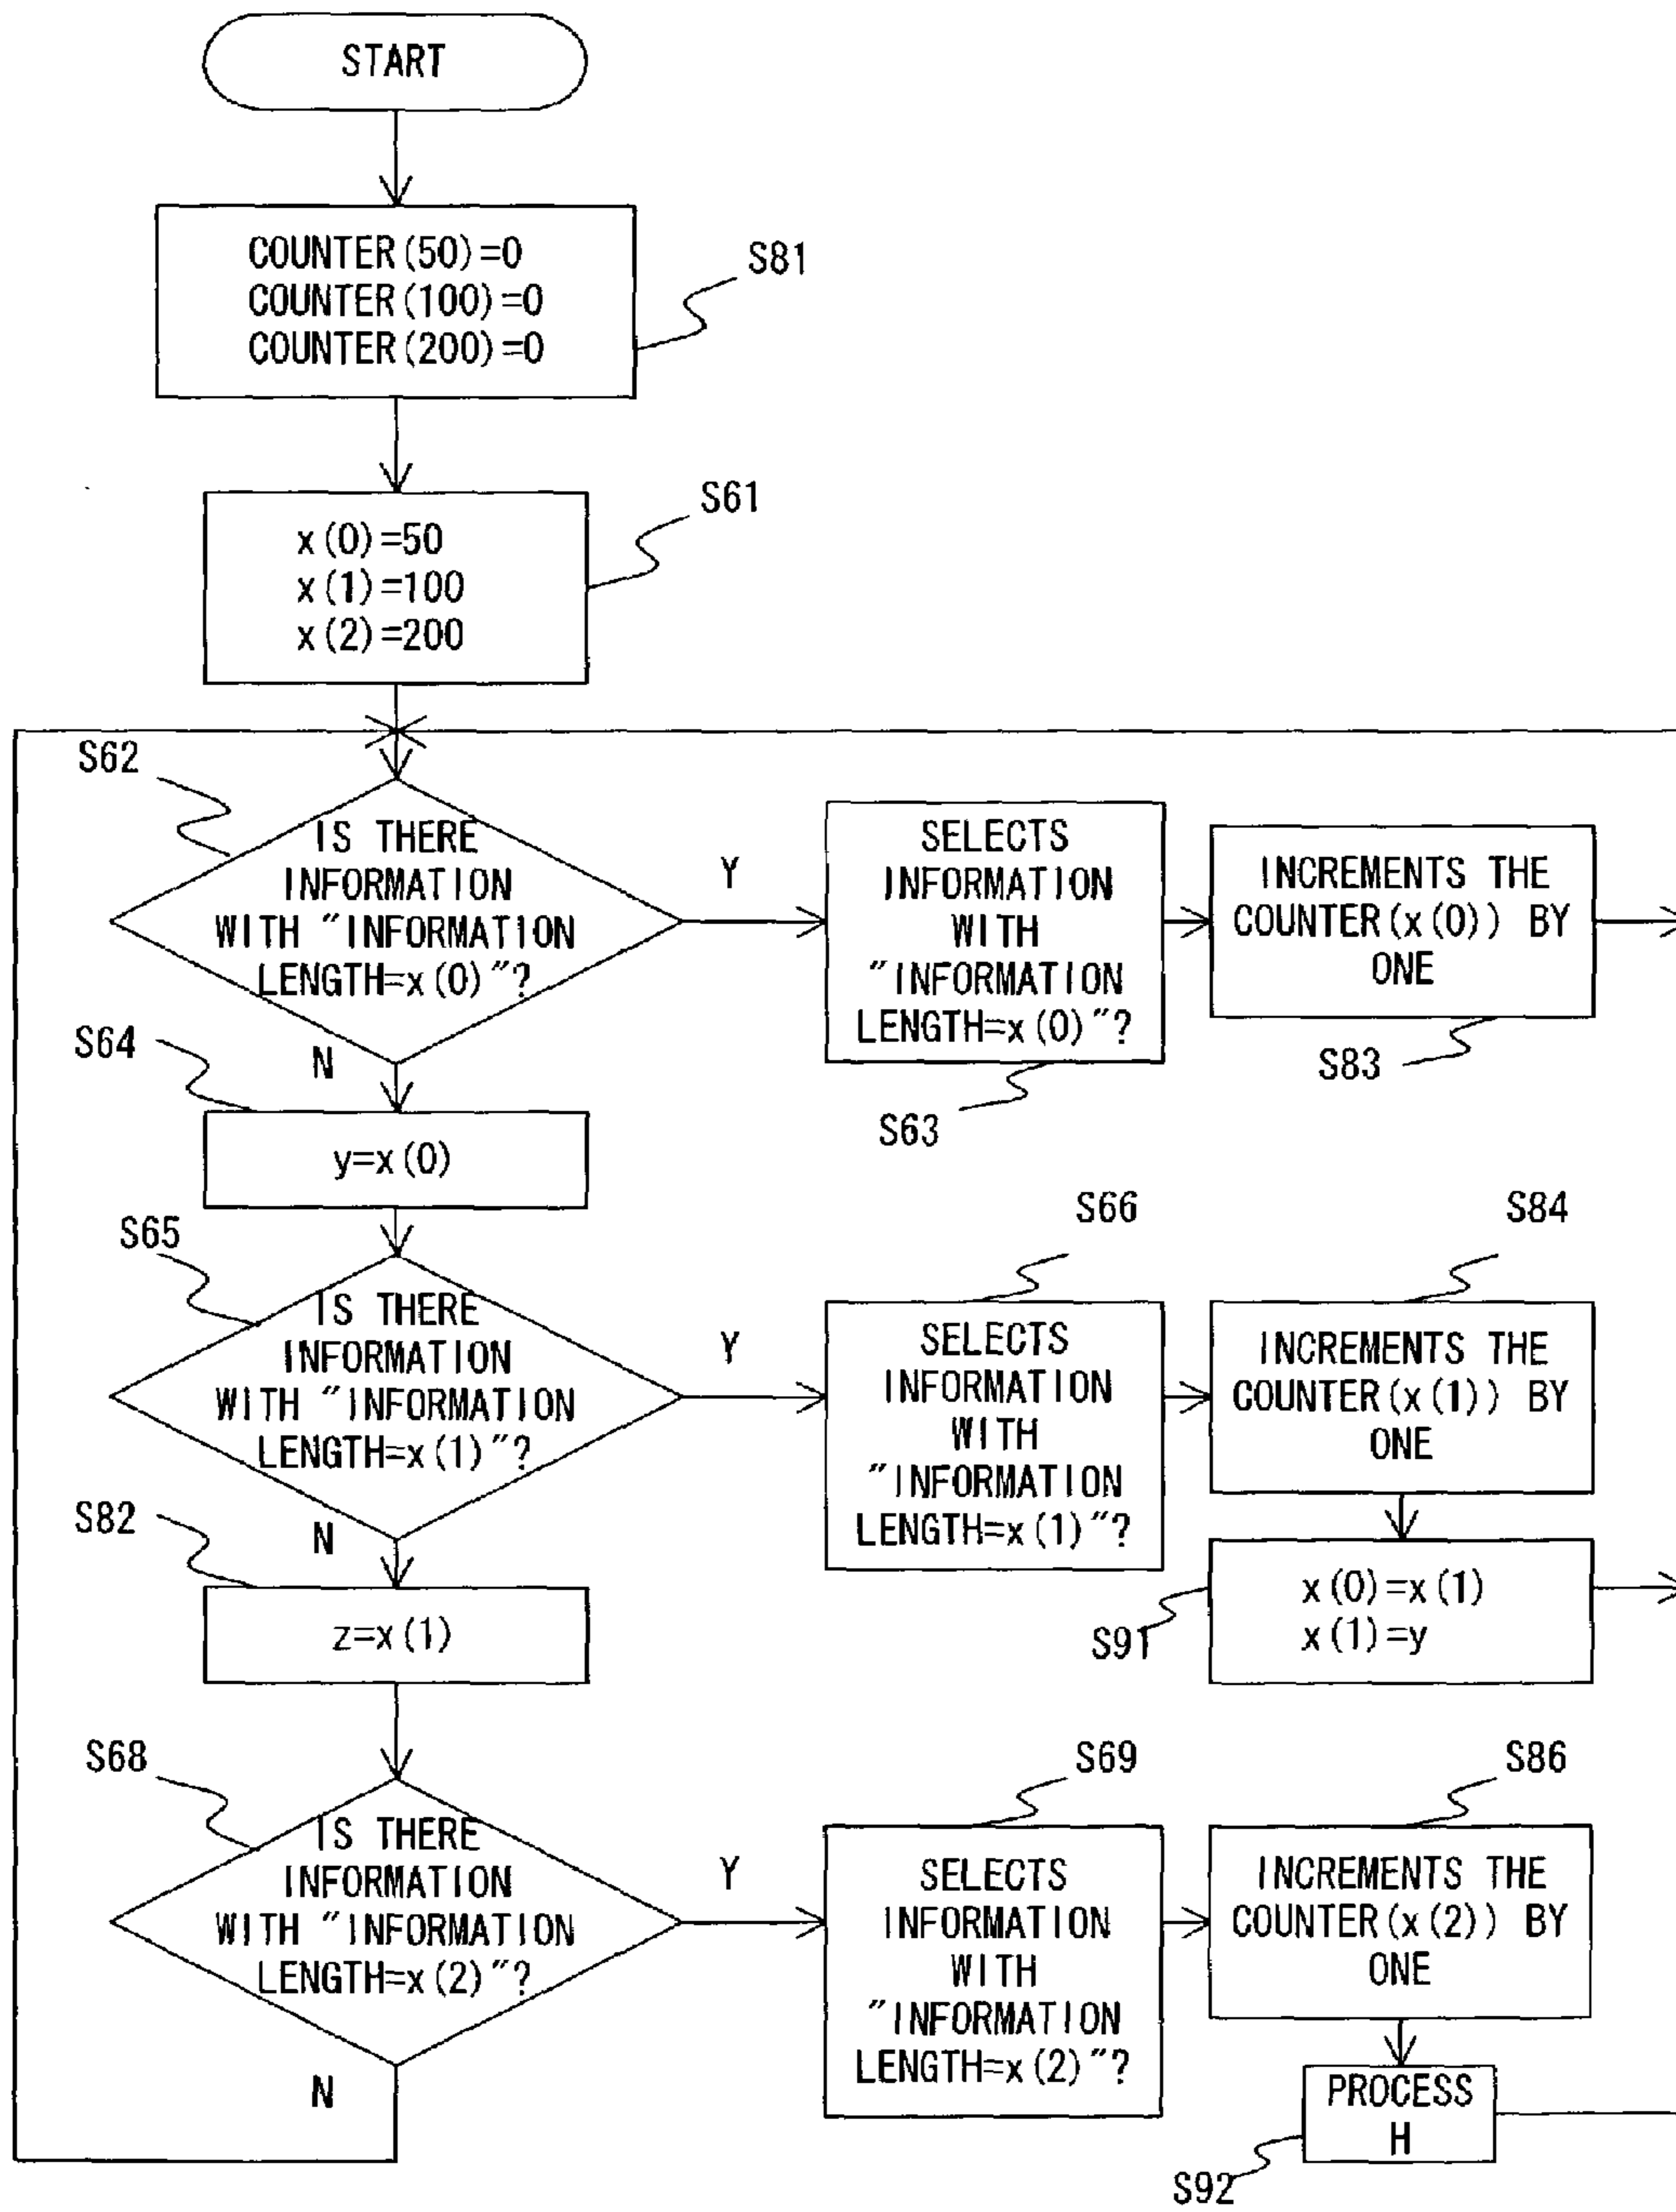 START
COUNTER(50)=0
COUNTER(100)=0
COUNTER(200)=0
S81
x(0)=50
x(1)=100
x(2)=200
S61
S62
IS THERE
INFORMATION
WITH "INFORMATION
LENGTH=x(0)"?
Y
SELECTS
INFORMATION
WITH
"INFORMATION
LENGTH=x(0)"?
S63
INCREMENTS THE
COUNTER(x(0)) BY
ONE
S83
N
S64
y=x(0)
S65
IS THERE
INFORMATION
WITH "INFORMATION
LENGTH=x(1)"?
Y
S66
SELECTS
INFORMATION
WITH
"INFORMATION
LENGTH=x(1)"?
S84
INCREMENTS THE
COUNTER(x(1)) BY
ONE
x(0)=x(1)
x(1)=y
S91
N
S82
z=x(1)
S68
IS THERE
INFORMATION
WITH "INFORMATION
LENGTH=x(2)"?
Y
S69
SELECTS
INFORMATION
WITH
"INFORMATION
LENGTH=x(2)"?
S86
INCREMENTS THE
COUNTER(x(2)) BY
ONE
N
PROCESS
H
S92